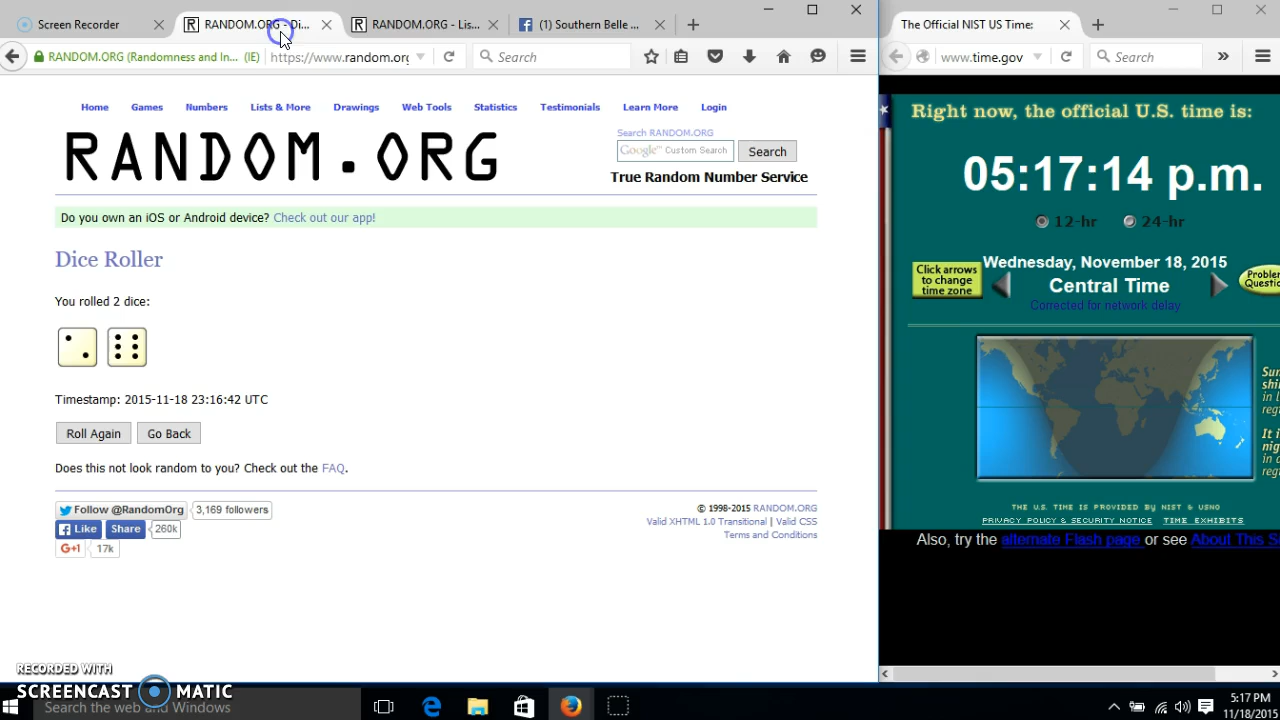 Screen Recorder
RANDOM.ORG - Di...
RANDOM.ORG - Lis...
(1) Southern Belle ...
The Official NIST US Time:
RANDOM.ORG (Randomness and In... (IE)
https://www.random.org
Search
www.time.gov
Search
Home Games Numbers Lists & More Drawings Web Tools Statistics Testimonials Learn More Login
RANDOM.ORG
Search RANDOM.ORG
Google™ Custom Search
Search
True Random Number Service
Do you own an iOS or Android device? Check out our app!
Dice Roller
You rolled 2 dice:
Timestamp: 2015-11-18 23:16:42 UTC
Roll Again
Go Back
Does this not look random to you? Check out the FAQ.
Follow @RandomOrg 3,169 followers
Like Share 260k
G+1 17k
© 1998-2015 RANDOM.ORG
Valid XHTML 1.0 Transitional | Valid CSS
Terms and Conditions
Right now, the official U.S. time is:
05:17:14 p.m.
12-hr 24-hr
Wednesday, November 18, 2015
Click arrows
to change
time zone
Central Time
Corrected for network delay
THE U.S. TIME IS PROVIDED BY NIST & USNO
PRIVACY POLICY & SECURITY NOTICE TIME EXHIBITS
Also, try the alternate Flash page or see About This S
RECORDED WITH
SCREENCAST MATIC
Search the web and Windows
5:17 PM
11/18/2015